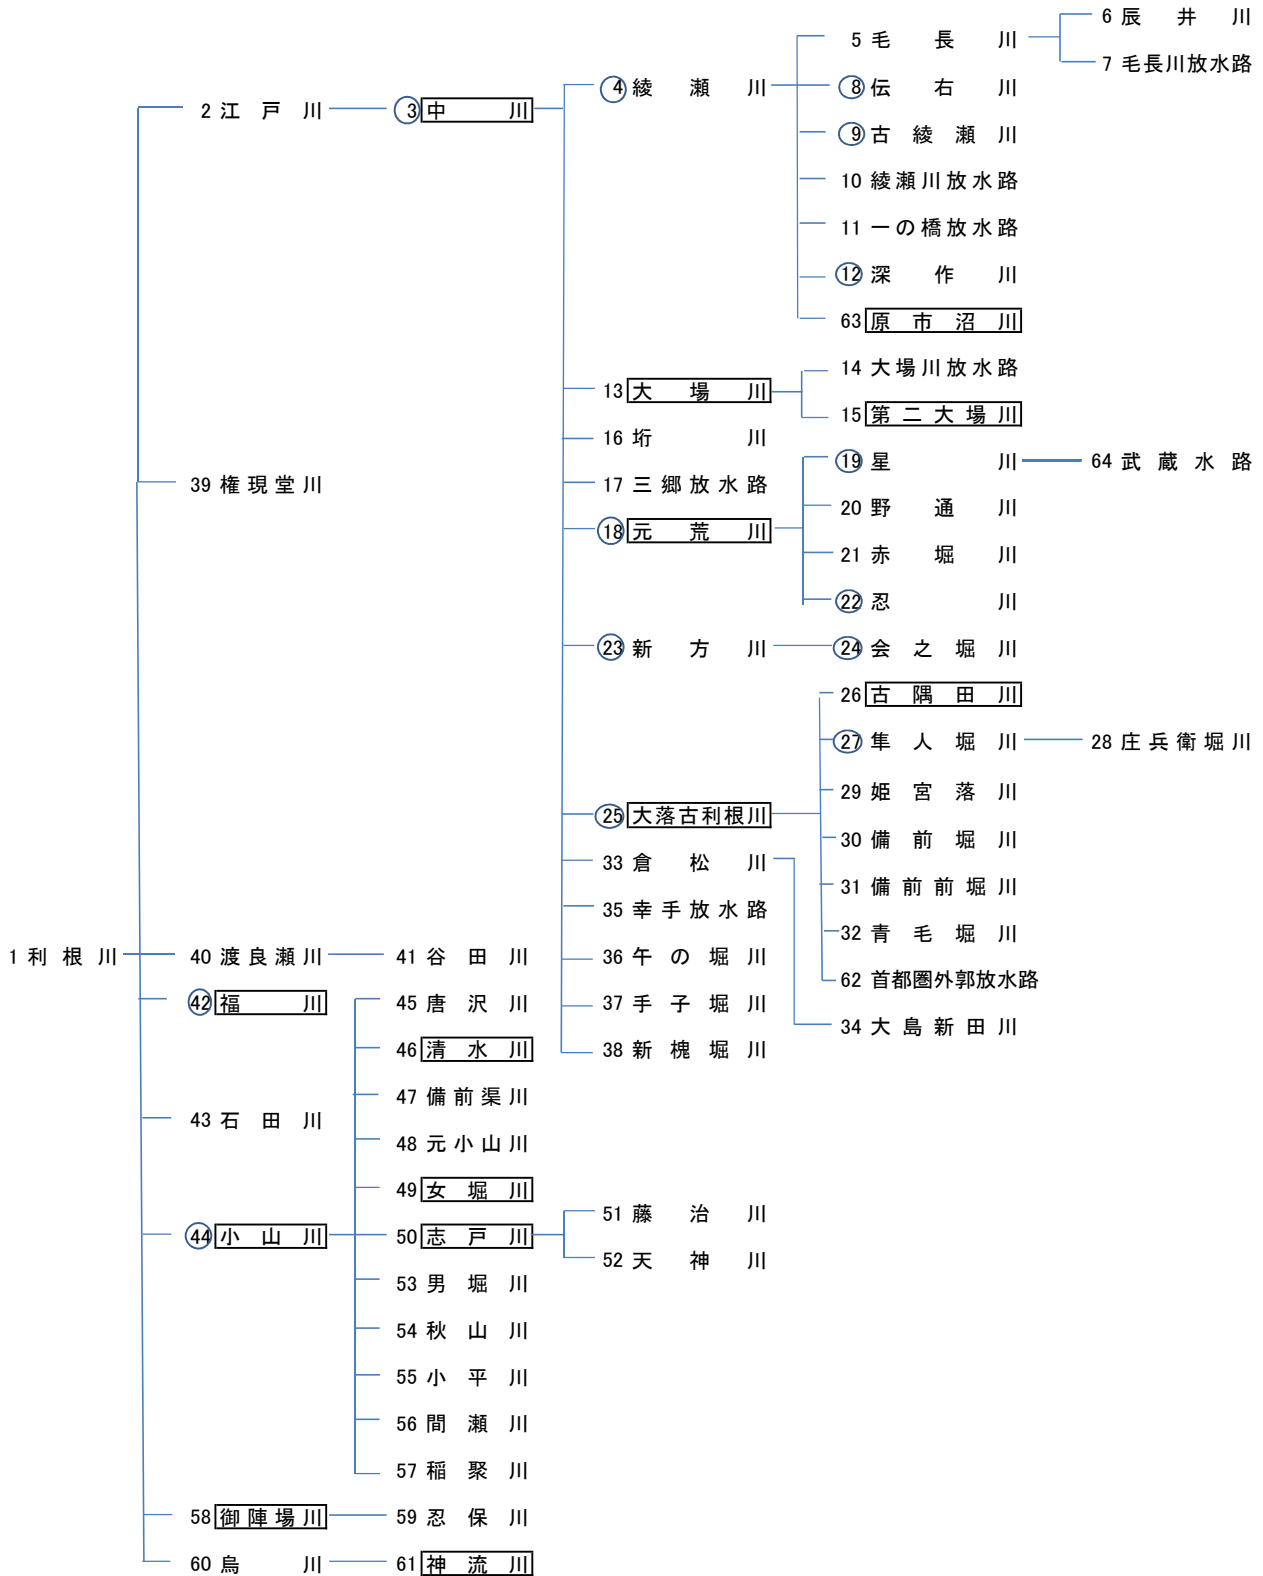 6 辰井川
5 毛長川
7 毛長川放水路
4 綾瀬川
8 伝右川
2 江戸川
3 中川
9 古綾瀬川
10 綾瀬川放水路
11 一の橋放水路
12 深作川
63 原市沼川
14 大場川放水路
13 大場川
15 第二大場川
16 垳川
19 星川
64 武蔵水路
39 権現堂川
17 三郷放水路
20 野通川
18 元荒川
21 赤堀川
22 忍川
23 新方川
24 会之堀川
26 古隅田川
27 隼人堀川
28 庄兵衛堀川
29 姫宮落川
25 大落古利根川
30 備前堀川
33 倉松川
31 備前前堀川
35 幸手放水路
32 青毛堀川
1 利根川
40 渡良瀬川
41 谷田川
36 午の堀川
62 首都圏外郭放水路
42 福川
45 唐沢川
37 手子堀川
34 大島新田川
46 清水川
38 新槐堀川
47 備前渠川
43 石田川
48 元小山川
49 女堀川
51 藤治川
44 小山川
50 志戸川
52 天神川
53 男堀川
54 秋山川
55 小平川
56 間瀬川
57 稲聚川
58 御陣場川
59 忍保川
60 烏川
61 神流川